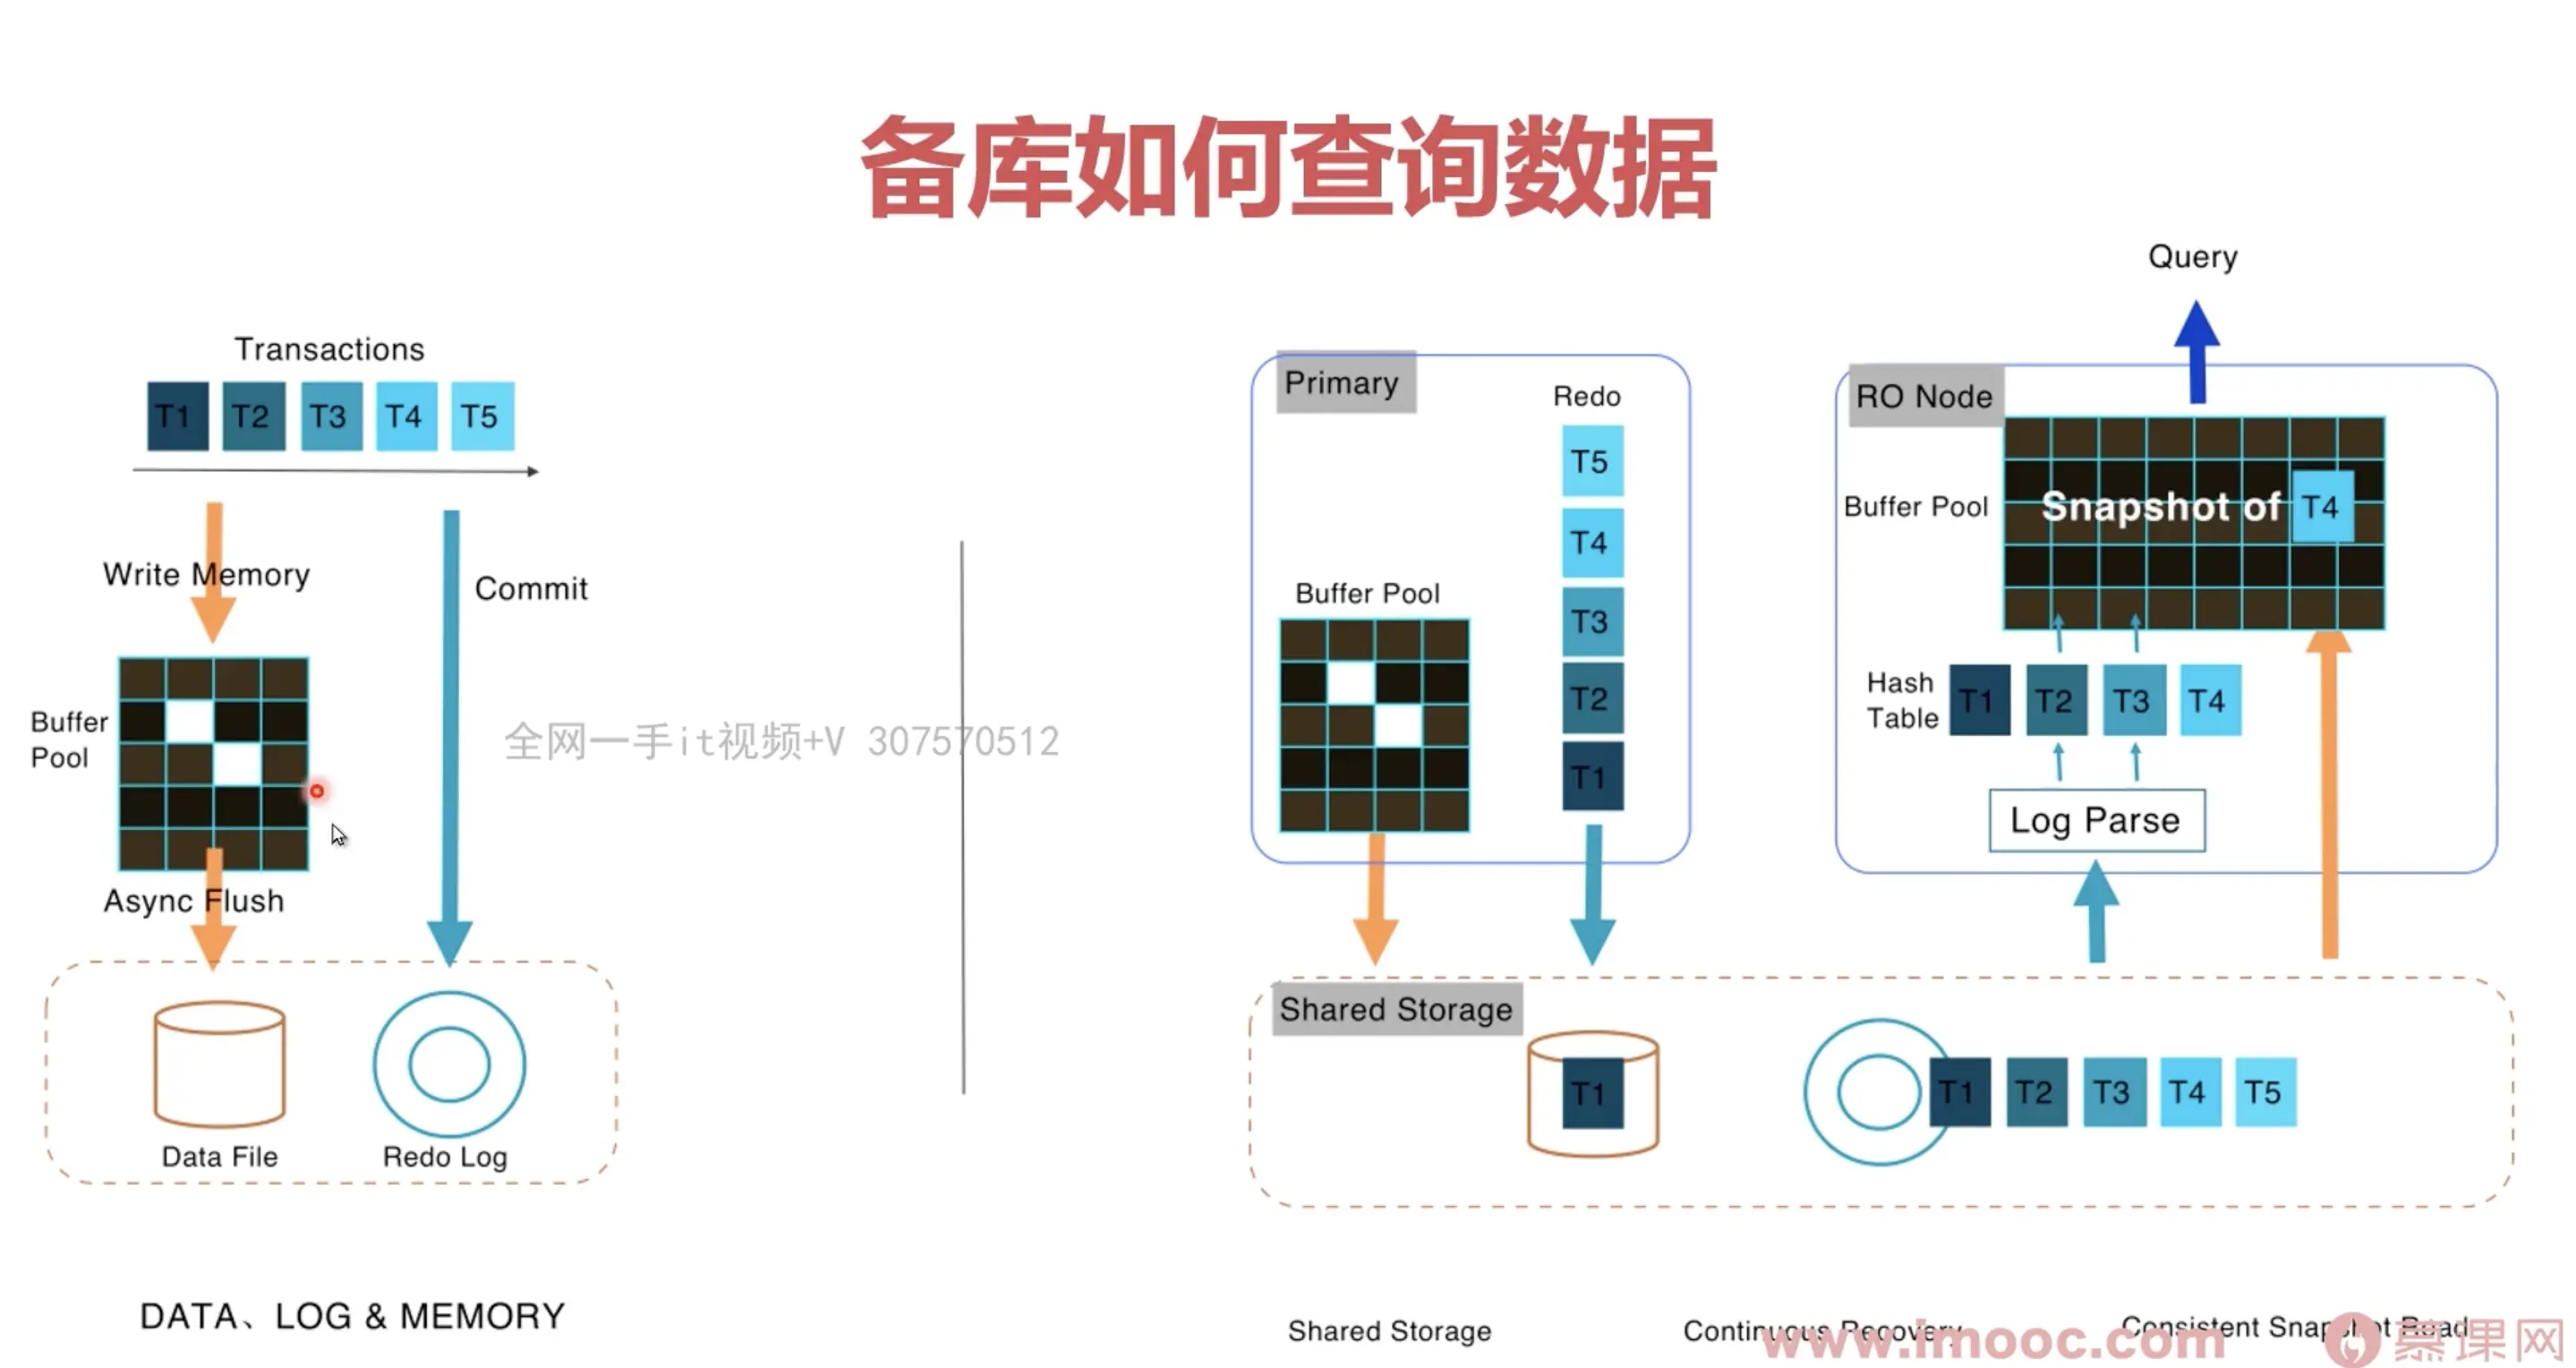 备库如何查询数据
Transactions
T1 T2 T3 T4 T5
Write Memory
Commit
Buffer
Pool
Async Flush
Data File
Redo Log
DATA、LOG & MEMORY
全网一手it视频+V 307570512
Primary
Redo
T5
T4
T3
T2
T1
Buffer Pool
Query
RO Node
Buffer Pool
Snapshot of T4
Hash
Table
T1 T2 T3 T4
Log Parse
Shared Storage
T1
T1 T2 T3 T4 T5
Shared Storage
Continuous Recovery
Consistent Snapshot Read
www.imooc.com
慕课网